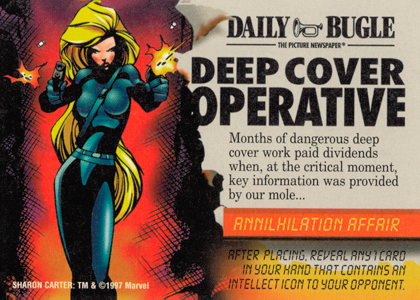 DAILY BUGLE
THE PICTURE NEWSPAPER®
DEEP COVER
OPERATIVE
Months of dangerous deep
cover work paid dividends
when, at the critical moment,
key information was provided
by our mole...
ANNILHILATION AFFAIR
AFTER PLACING, REVEAL ANY 1 CARD
IN YOUR HAND THAT CONTAINS AN
INTELLECT ICON TO YOUR OPPONENT.
SHARON CARTER: TM & ©1997 Marvel